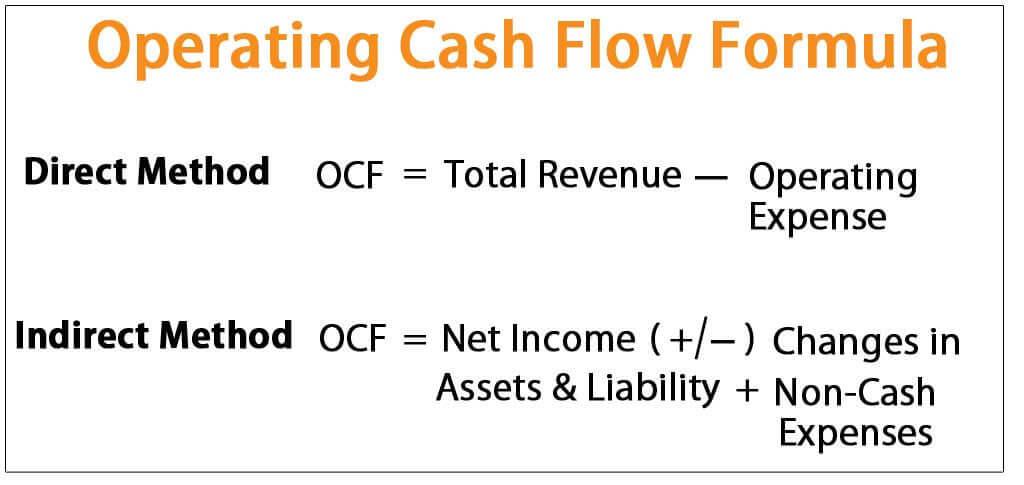 Operating Cash Flow Formula
Direct Method OCF = Total Revenue — Operating
Expense
Indirect Method OCF = Net Income (+/−) Changes in
Assets & Liability + Non-Cash
Expenses